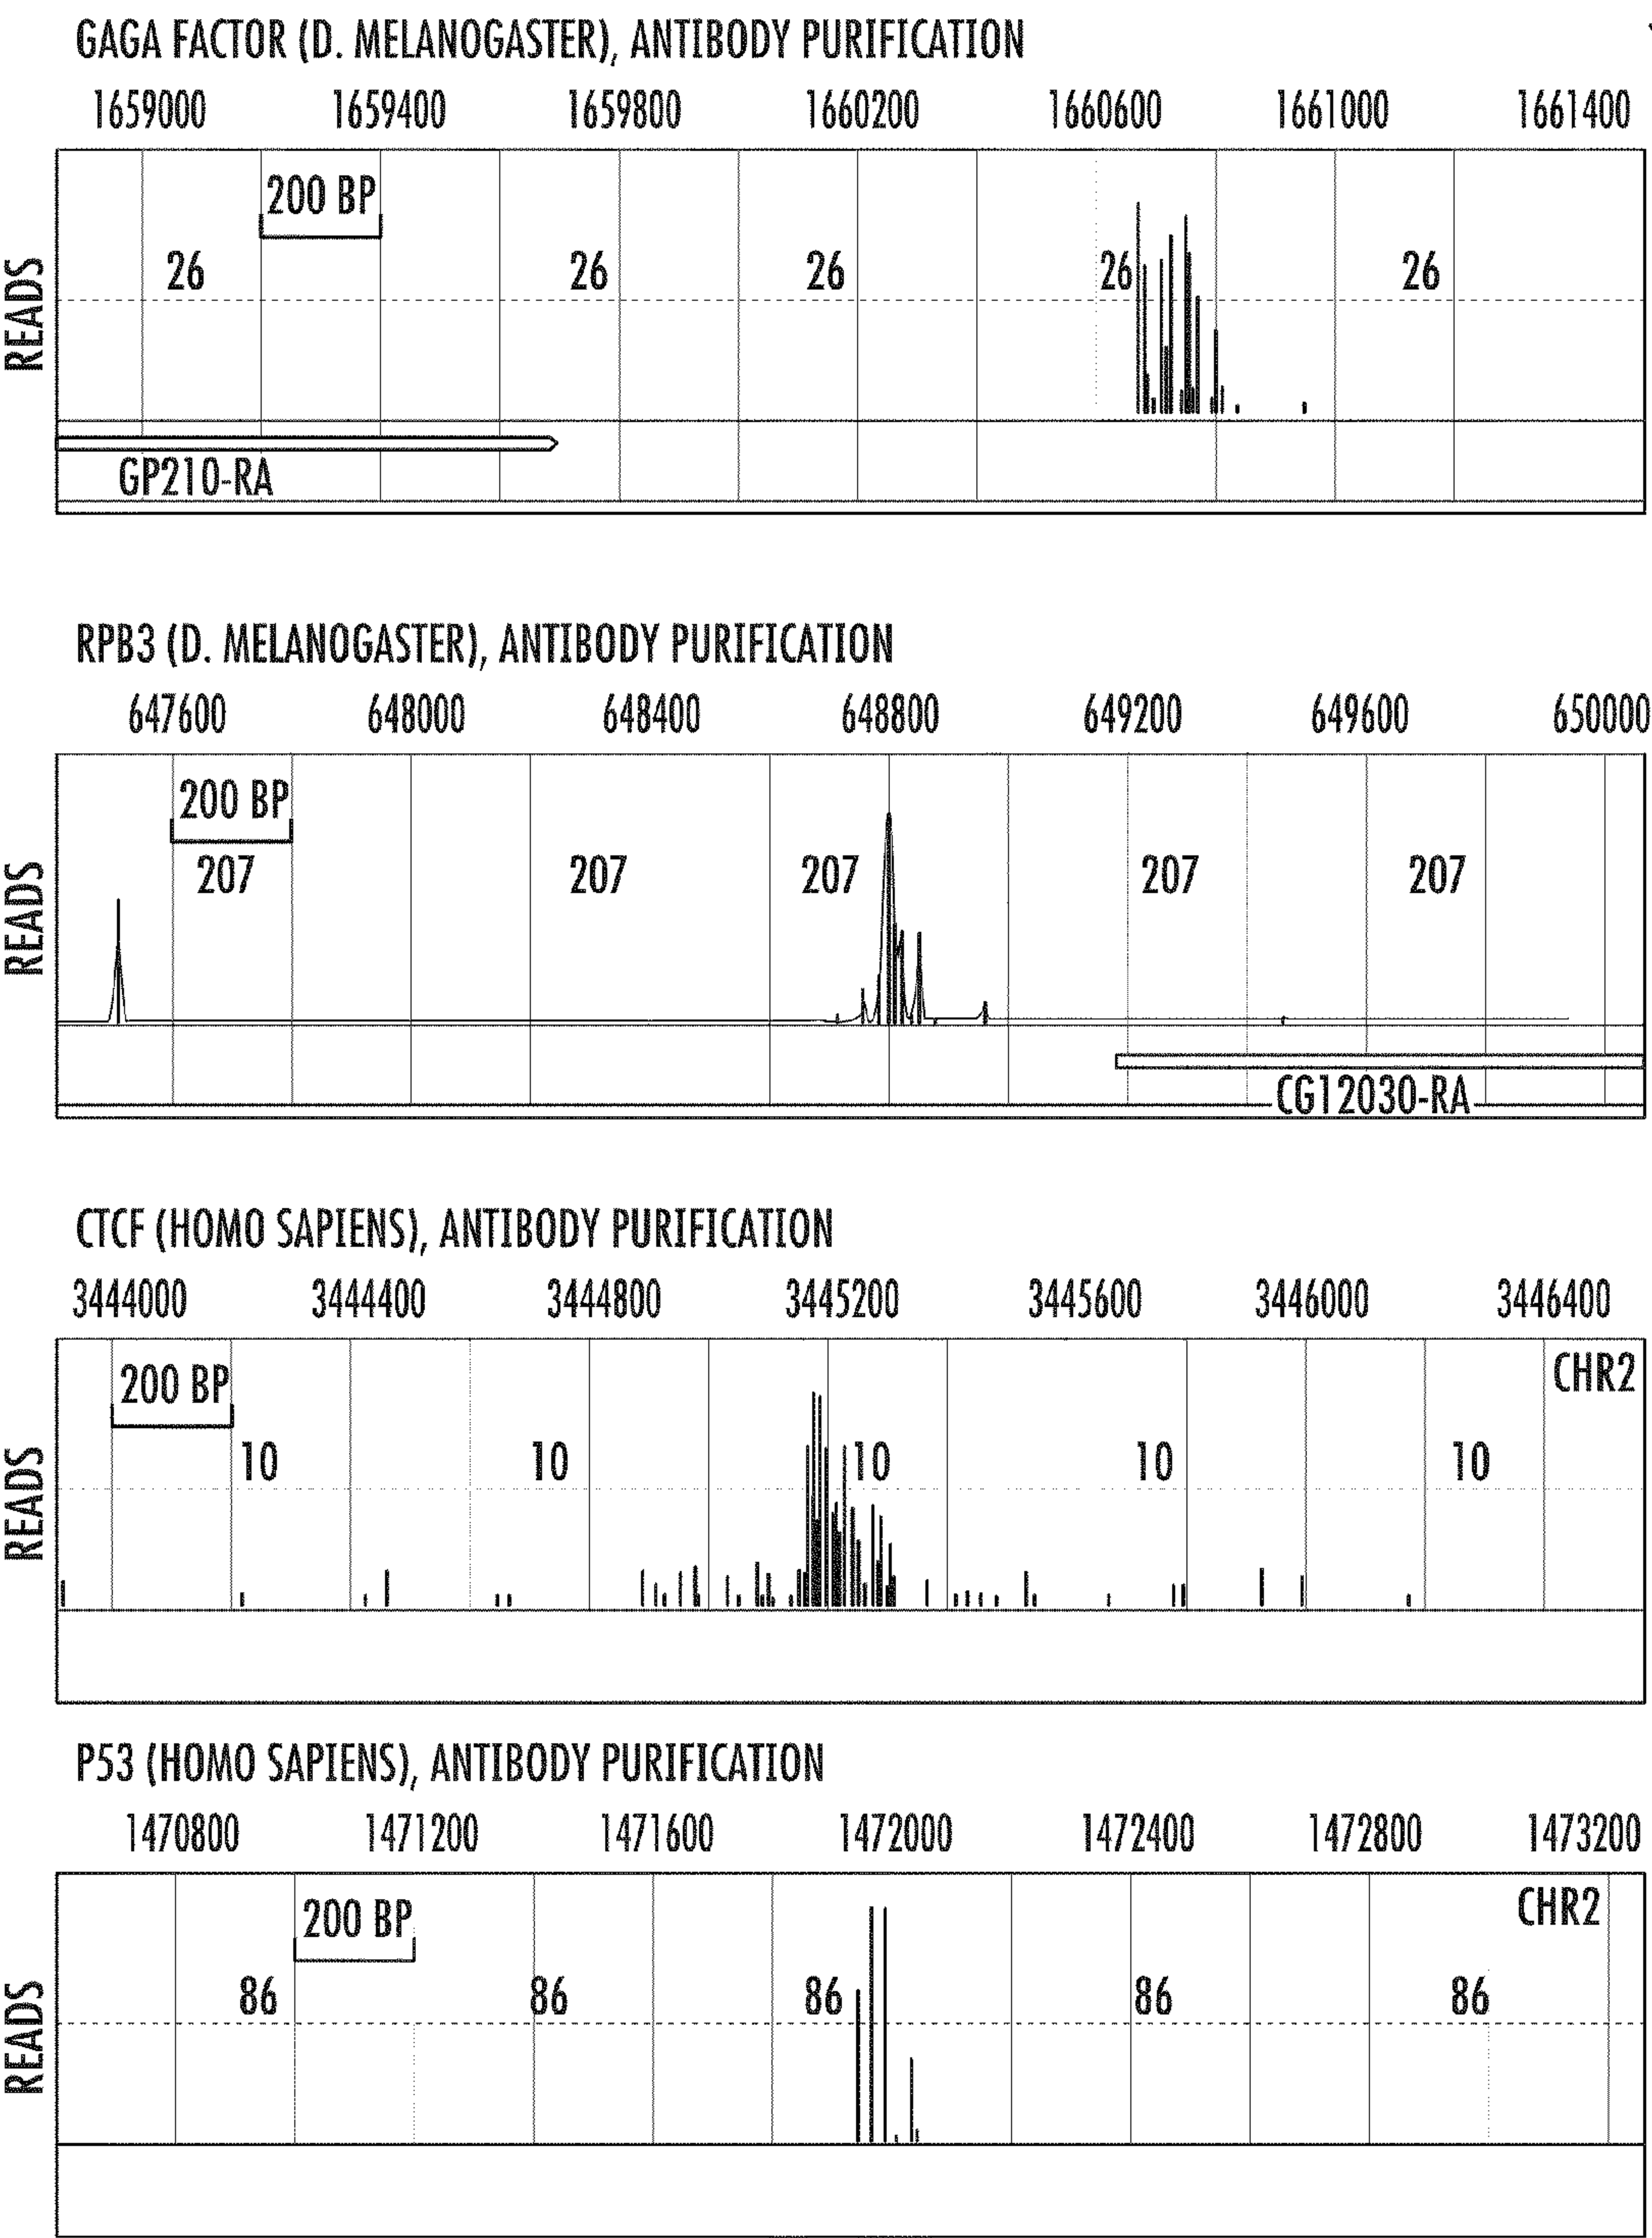 GAGA FACTOR (D. MELANOGASTER), ANTIBODY PURIFICATION
1659000 1659400 1659800 1660200 1660600 1661000 1661400
200 BP
26 26 26 26 26
READS
GP210-RA
RPB3 (D. MELANOGASTER), ANTIBODY PURIFICATION
647600 648000 648400 648800 649200 649600 650000
200 BP
207 207 207 207 207
READS
CG12030-RA
CTCF (HOMO SAPIENS), ANTIBODY PURIFICATION
3444000 3444400 3444800 3445200 3445600 3446000 3446400
200 BP CHR2
10 10 10 10 10
READS
P53 (HOMO SAPIENS), ANTIBODY PURIFICATION
1470800 1471200 1471600 1472000 1472400 1472800 1473200
200 BP CHR2
86 86 86 86 86
READS